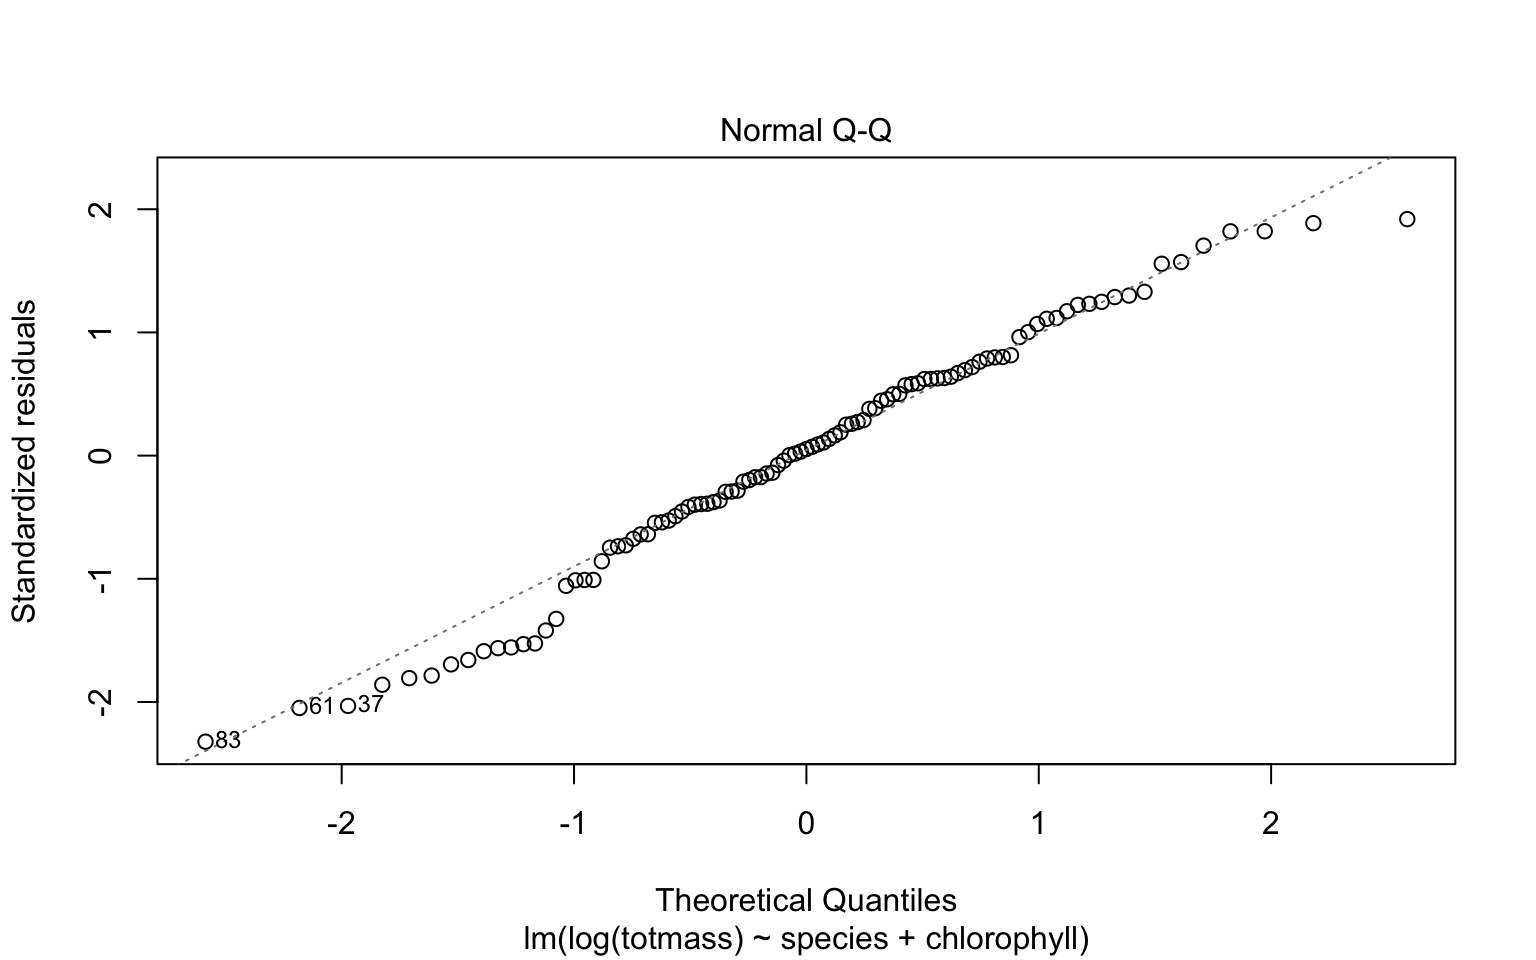 Normal Q-Q
Standardized residuals
2
1
0
-1
-2
83
61
37
-2 -1 0 1 2
Theoretical Quantiles
lm(log(totmass) ~ species + chlorophyll)